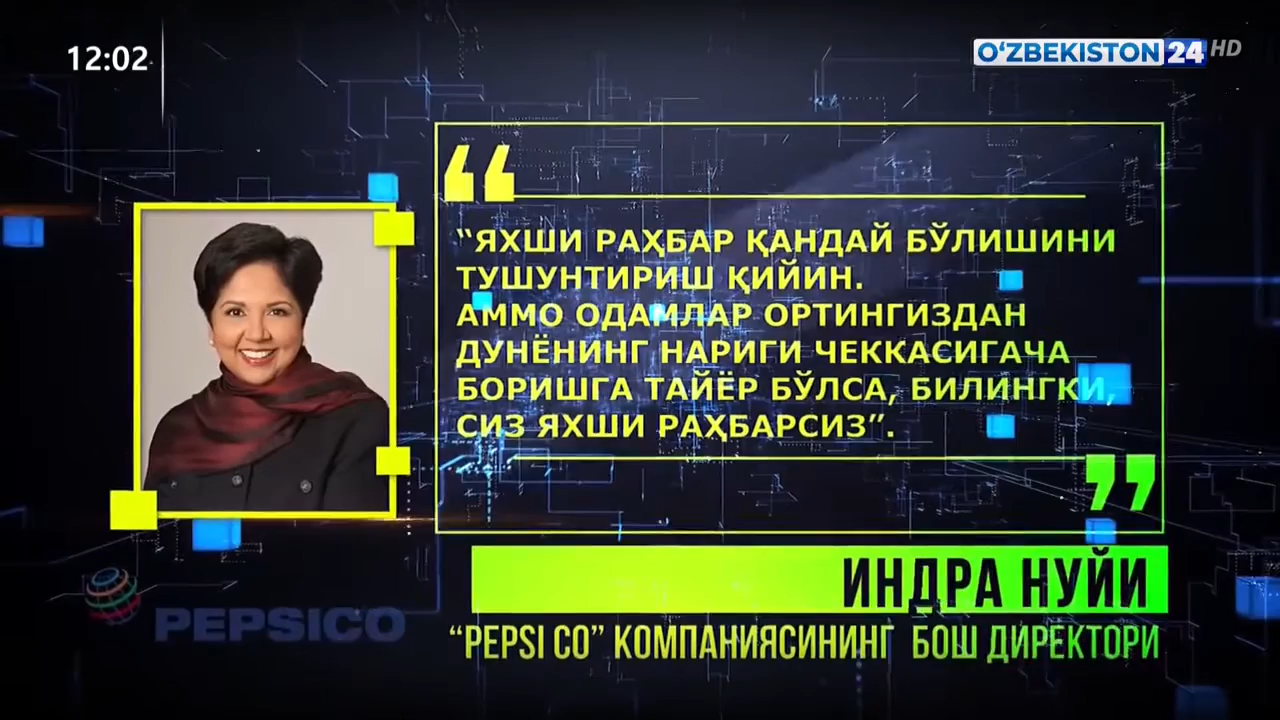 12:02
O‘ZBEKISTON 24 HD
“ЯХШИ РАҲБАР ҚАНДАЙ БЎЛИШИНИ
ТУШУНТИРИШ ҚИЙИН.
АММО ОДАМЛАР ОРТИНГИЗДАН
ДУНЁНИНГ НАРИГИ ЧЕККАСИГАЧА
БОРИШГА ТАЙЁР БЎЛСА, БИЛИНГКИ,
СИЗ ЯХШИ РАҲБАРСИЗ”.
ИНДРА НУЙИ
PEPSICO
“PEPSI CO” КОМПАНИЯСИНИНГ БОШ ДИРЕКТОРИ